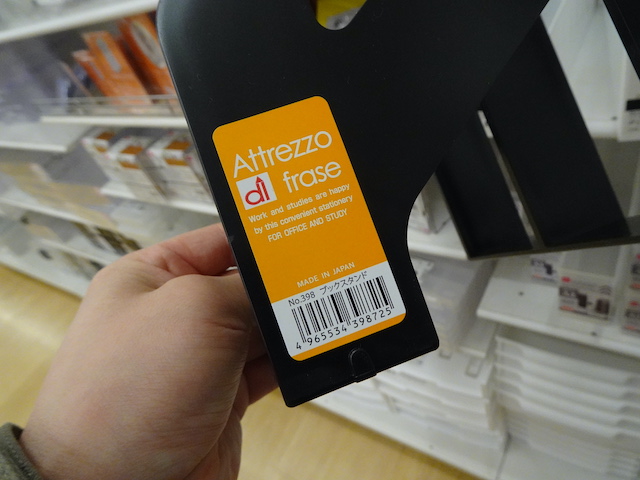 Attrezzo
d1 frase
Work and studies are happy
by this convenient stationery
FOR OFFICE AND STUDY
MADE IN JAPAN
No.398 ブックスタンド
4 965534 398725